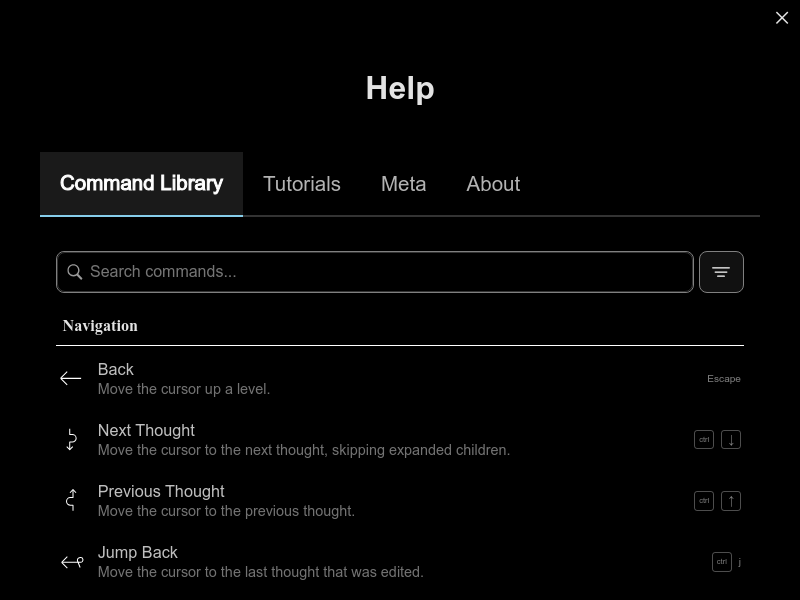 Help
Command Library Tutorials Meta About
Search commands...
Navigation
Back
Move the cursor up a level.
Escape
Next Thought
Move the cursor to the next thought, skipping expanded children.
ctrl ↓
Previous Thought
Move the cursor to the previous thought.
ctrl ↑
Jump Back
Move the cursor to the last thought that was edited.
ctrl j